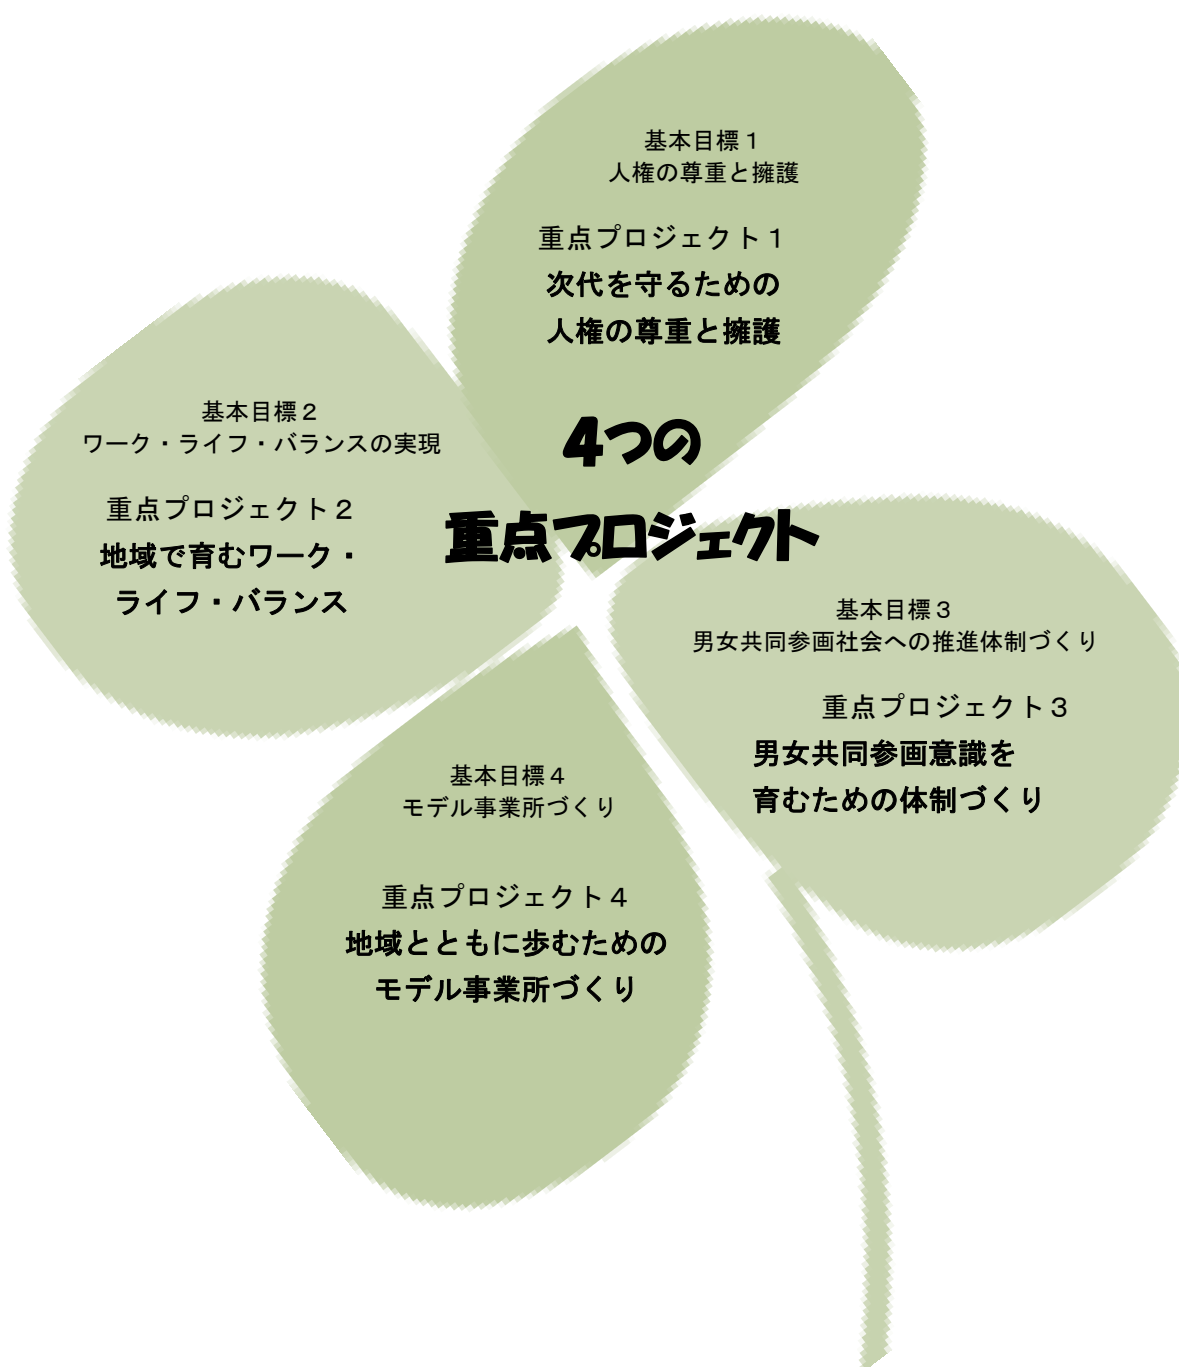 基本目標１
人権の尊重と擁護
重点プロジェクト１
次代を守るための
人権の尊重と擁護
基本目標２
ワーク・ライフ・バランスの実現
重点プロジェクト２
地域で育むワーク・
ライフ・バランス
４つの
重点プロジェクト
基本目標３
男女共同参画社会への推進体制づくり
重点プロジェクト３
男女共同参画意識を
育むための体制づくり
基本目標４
モデル事業所づくり
重点プロジェクト４
地域とともに歩むための
モデル事業所づくり